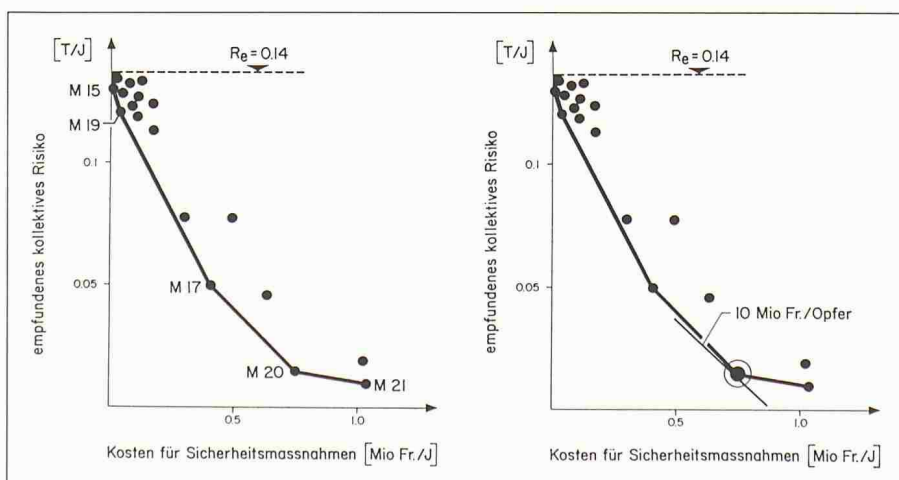 [T/J]
Re=0.14
M 15
M 19
0.1
M 17
0.05
M 20
M 21
0.5
1.0
empfundenes kollektives Risiko
Kosten für Sicherheitsmassnahmen [Mio Fr./J]
[T/J]
Re=0.14
0.1
0.05
10 Mio Fr./Opfer
0.5
1.0
empfundenes kollektives Risiko
Kosten für Sicherheitsmassnahmen [Mio Fr./J]